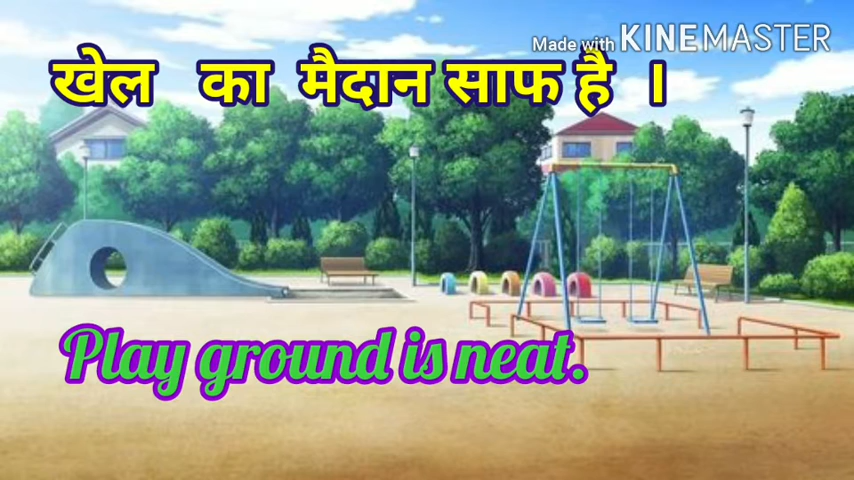 Made with KINEMASTER
खेल का मैदान साफ है ।
Play ground is neat.